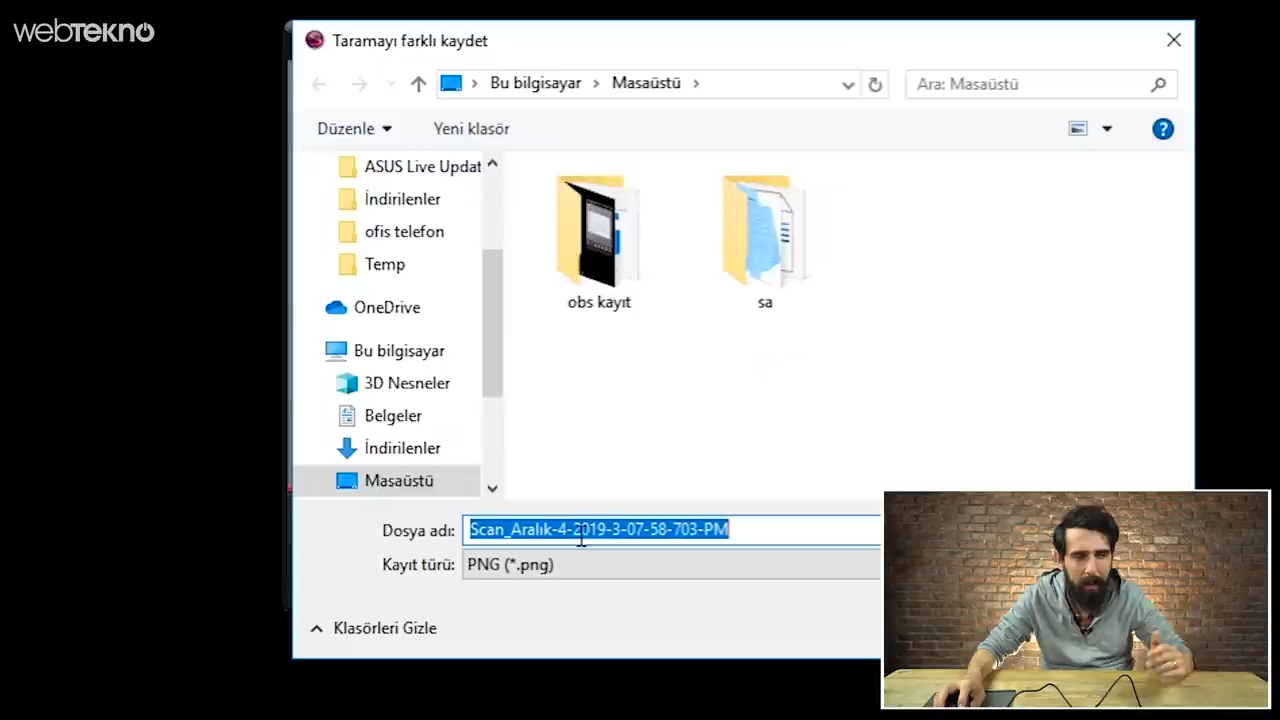 webTEKNO
Taramayı farklı kaydet
Bu bilgisayar
Masaüstü
Ara: Masaüstü
Düzenle
Yeni klasör
ASUS Live Updat
İndirilenler
ofis telefon
Temp
OneDrive
Bu bilgisayar
3D Nesneler
Belgeler
İndirilenler
Masaüstü
obs kayıt
sa
Dosya adı:
Scan_Aralık-4-2019-3-07-58-703-PM
Kayıt türü:
PNG (*.png)
Klasörleri Gizle